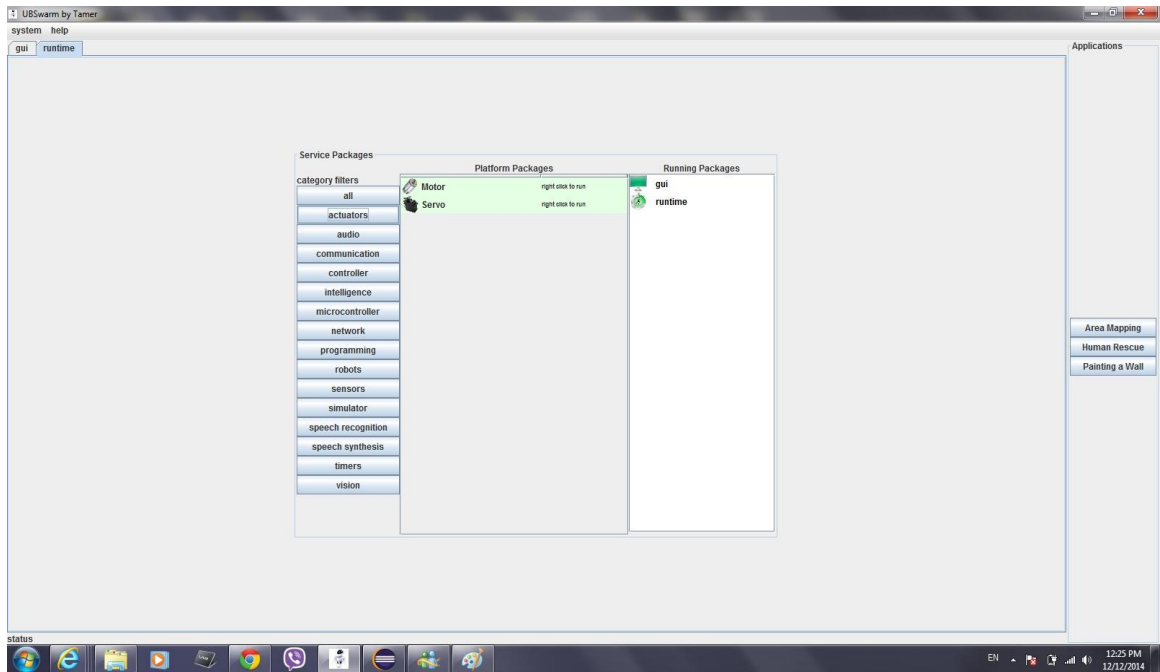 UBSwarm by Tamer
system help
gui runtime
Applications
Service Packages
Platform Packages Running Packages
category filters
all
actuators
audio
communication
controller
intelligence
microcontroller
network
programming
robots
sensors
simulator
speech recognition
speech synthesis
timers
vision
Motor right click to run
Servo right click to run
gui
runtime
Area Mapping
Human Rescue
Painting a Wall
status
EN 12:25 PM
12/12/2014